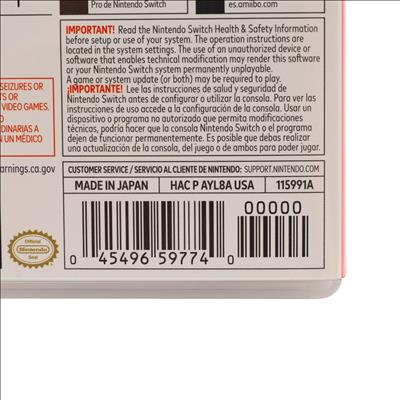 Pro de Nintendo Switch
es.amiibo.com
IMPORTANT! Read the Nintendo Switch Health & Safety Information
before setup or use of your system. The operation instructions are
located in the system settings. The use of an unauthorized device or
software that enables technical modification may render this software
or your Nintendo Switch system permanently unplayable.
A game or system update (or both) may be required to play.
¡IMPORTANTE! Lee las instrucciones de salud y seguridad de
Nintendo Switch antes de configurar o utilizar la consola. Para ver las
instrucciones de uso accede a la configuración de la consola. Usar un
dispositivo o programa no autorizado que permita modificaciones
técnicas, podría hacer que la consola Nintendo Switch o el programa
dejen de funcionar permanentemente. Es posible que debas realizar
una actualización de la consola, del juego o de ambos para poder jugar.
SEIZURES OR
TS OR
VIDEO GAMES.
O
RDINARIAS A
N UN MÉDICO
arnings.ca.gov
CUSTOMER SERVICE / SERVICIO AL CLIENTE DE NINTENDO: SUPPORT.NINTENDO.COM
MADE IN JAPAN
HAC P AYL8A USA
115991A
Official
Nintendo
Seal
00000
0 45496 59774 0